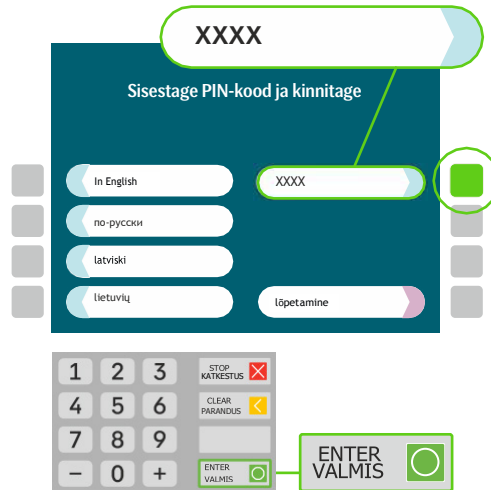 XXXX
Sisestage PIN-kood ja kinnitage
In English
XXXX
по-русски
latviski
lietuvių
lõpetamine
1 2 3
STOP
KATKESTUS
4 5 6
CLEAR
PARANDUS
7 8 9
– 0 +
ENTER
VALMIS
ENTER
VALMIS